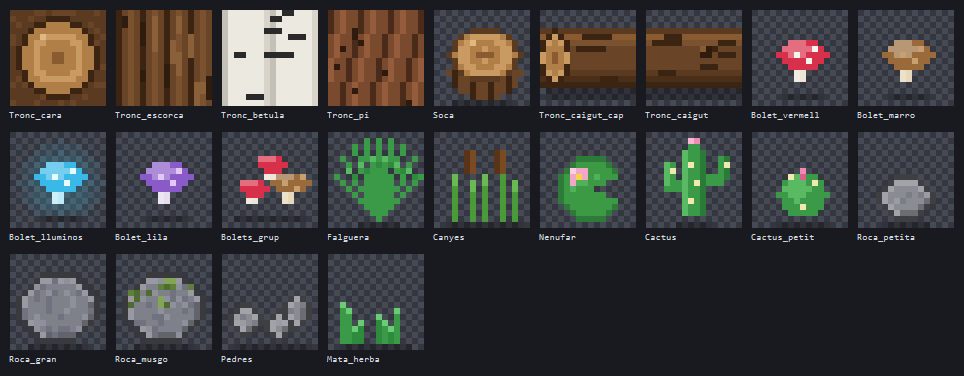 Tronc_cara
Tronc_escorca
Tronc_betula
Tronc_pi
Soca
Tronc_caigut_cap
Tronc_caigut
Bolet_vermell
Bolet_marro
Bolet_lluminos
Bolet_lila
Bolets_grup
Falguera
Canyes
Nenufar
Cactus
Cactus_petit
Roca_petita
Roca_gran
Roca_musgo
Pedres
Mata_herba